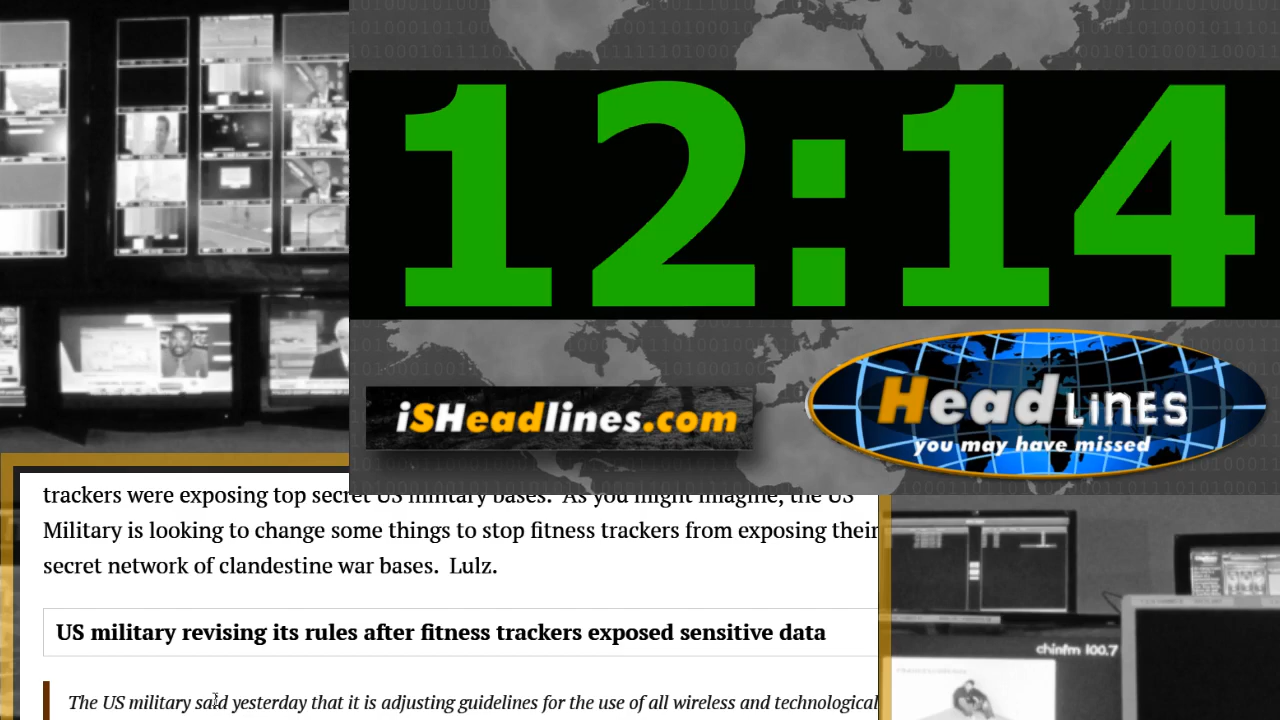 12:14
iSHeadlines.com
HeadLINES
you may have missed
trackers were exposing top secret US military bases. As you might imagine, the US
Military is looking to change some things to stop fitness trackers from exposing their
secret network of clandestine war bases. Lulz.
US military revising its rules after fitness trackers exposed sensitive data
The US military said yesterday that it is adjusting guidelines for the use of all wireless and technological
chinfm 100.7